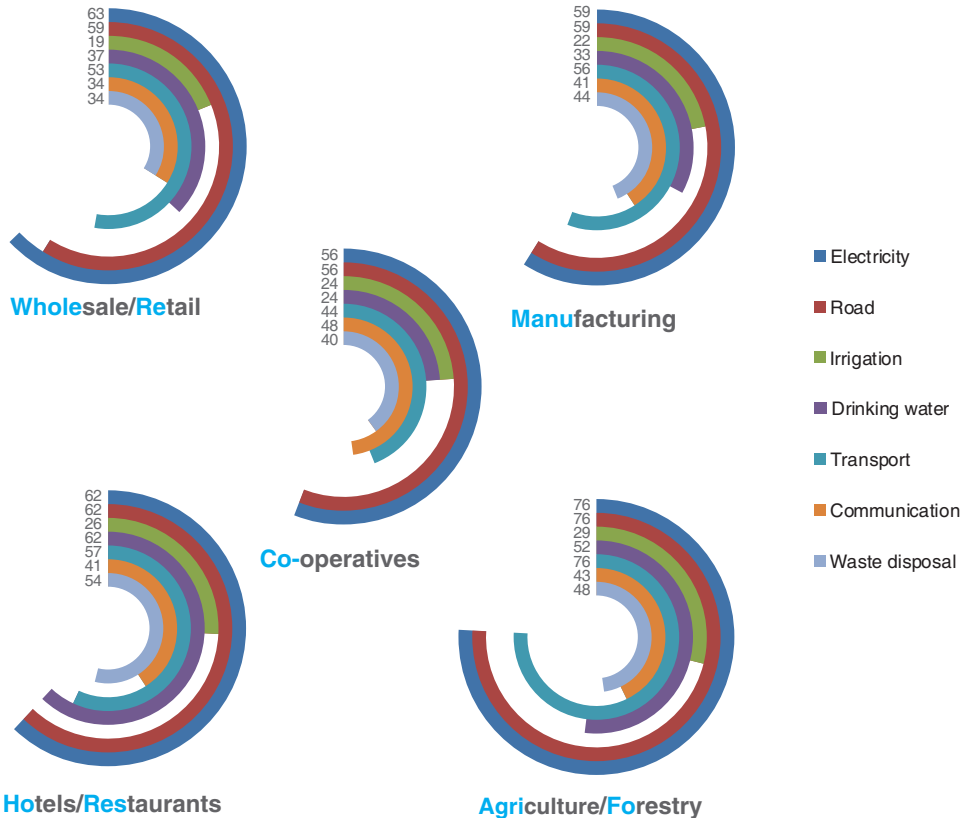 63
59
19
37
53
34
34
Wholesale/Retail
59
59
22
33
56
41
44
Manufacturing
56
56
24
24
44
48
40
Co-operatives
62
62
26
62
57
41
54
Hotels/Restaurants
76
76
29
52
76
43
48
Agriculture/Forestry
Electricity
Road
Irrigation
Drinking water
Transport
Communication
Waste disposal